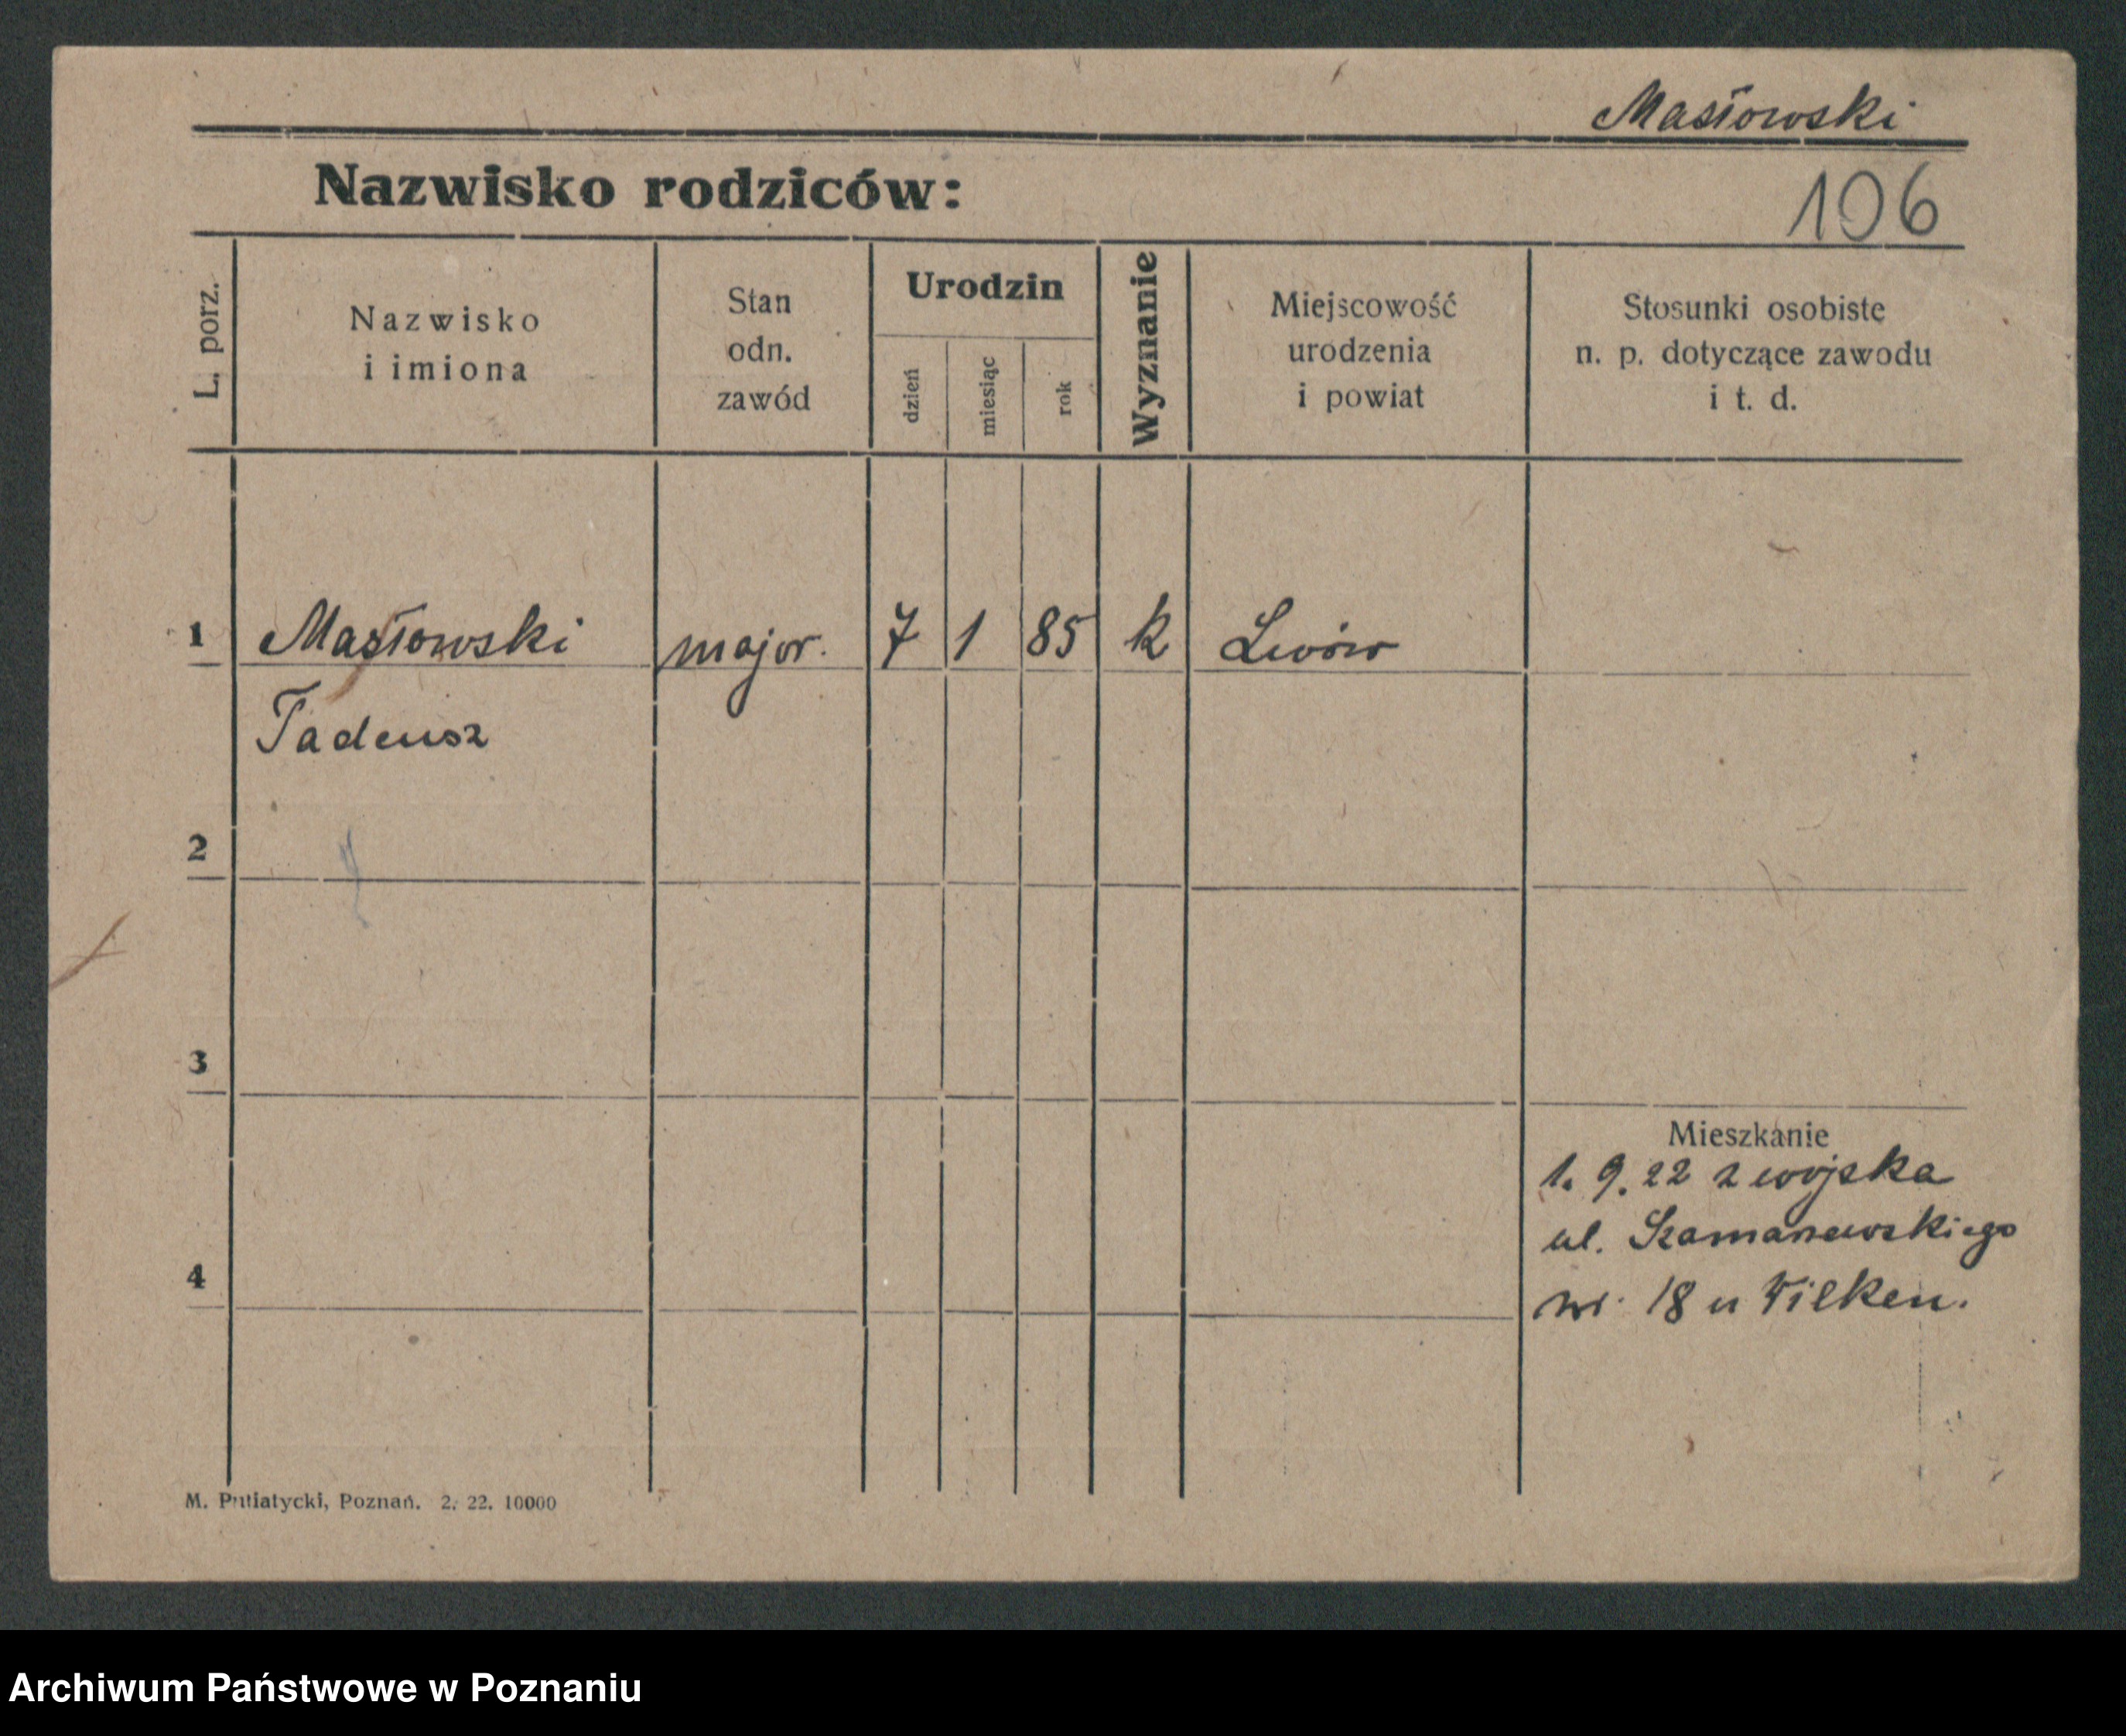 Masłowski
Nazwisko rodziców:
106
L. porz.
Nazwisko
i imiona
Stan
odn.
zawód
Urodzin
dzień
miesiąc
rok
Wyznanie
Miejscowość
urodzenia
i powiat
Stosunki osobiste
n. p. dotyczące zawodu
i t. d.
1 Masłowski major. 7 1 85 k Lwów
Tadeusz
2
3
Mieszkanie
1. 9. 22 z wojska
ul. Szamarzewskiego
4
nr. 18 u Wilken.
M. Putiatycki, Poznań. 2. 22. 10000
Archiwum Państwowe w Poznaniu